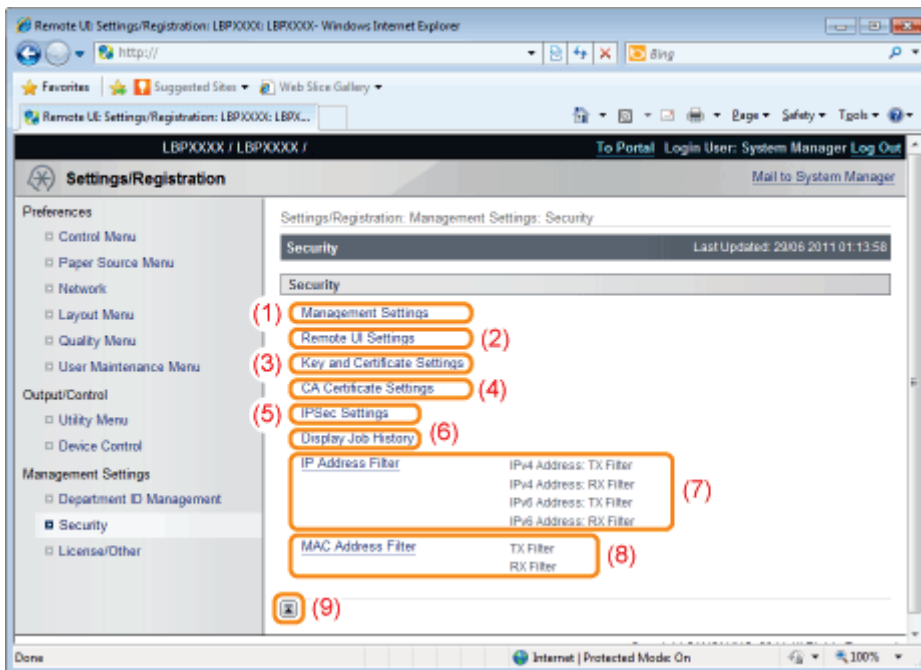 Remote UI: Settings/Registration: LBPXXXX: LBPXXXX- Windows Internet Explorer
http://
Bing
Favorites Suggested Sites Web Slice Gallery
Remote UI: Settings/Registration: LBPXXXX: LBPX... Page Safety Tools
LBPXXXX / LBPXXXX / To Portal Login User: System Manager Log Out
Settings/Registration Mail to System Manager
Preferences
Control Menu
Paper Source Menu
Network
Layout Menu
Quality Menu
User Maintenance Menu
Output/Control
Utility Menu
Device Control
Management Settings
Department ID Management
Security
License/Other
Settings/Registration: Management Settings: Security
Security Last Updated: 29/06 2011 01:13:58
Security
(1) Management Settings
Remote UI Settings (2)
(3) Key and Certificate Settings
CA Certificate Settings (4)
(5) IPSec Settings
Display Job History (6)
IP Address Filter IPv4 Address: TX Filter
IPv4 Address: RX Filter
IPv6 Address: TX Filter
IPv6 Address: RX Filter
(7)
MAC Address Filter TX Filter
RX Filter
(8)
(9)
Done Internet | Protected Mode: On 100%